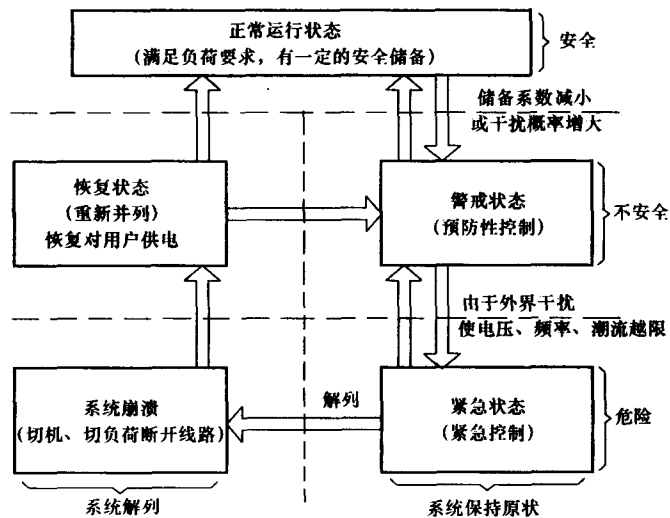 正常运行状态
(满足负荷要求，有一定的安全储备)
安全
储备系数减小
或干扰概率增大
恢复状态
(重新并列)
恢复对用户供电
警戒状态
(预防性控制)
不安全
由于外界干扰
使电压、频率、潮流越限
系统崩溃
(切机、切负荷断开线路)
解列
紧急状态
(紧急控制)
危险
系统解列
系统保持原状